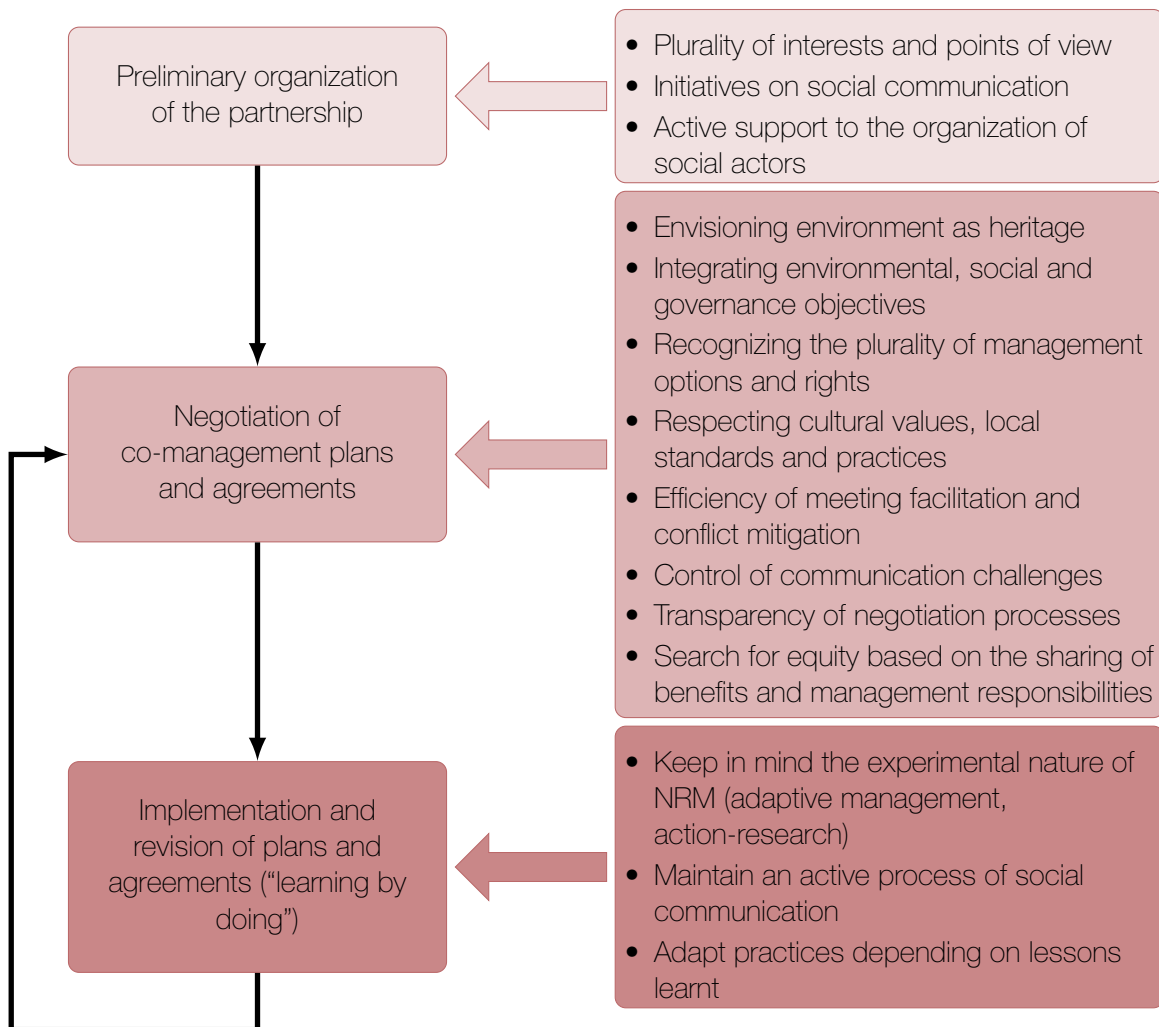 Preliminary organization
of the partnership
• Plurality of interests and points of view
• Initiatives on social communication
• Active support to the organization of
social actors
Negotiation of
co-management plans
and agreements
• Envisioning environment as heritage
• Integrating environmental, social and
governance objectives
• Recognizing the plurality of management
options and rights
• Respecting cultural values, local
standards and practices
• Efficiency of meeting facilitation and
conflict mitigation
• Control of communication challenges
• Transparency of negotiation processes
• Search for equity based on the sharing of
benefits and management responsibilities
Implementation and
revision of plans and
agreements (“learning by
doing”)
• Keep in mind the experimental nature of
NRM (adaptive management,
action-research)
• Maintain an active process of social
communication
• Adapt practices depending on lessons
learnt